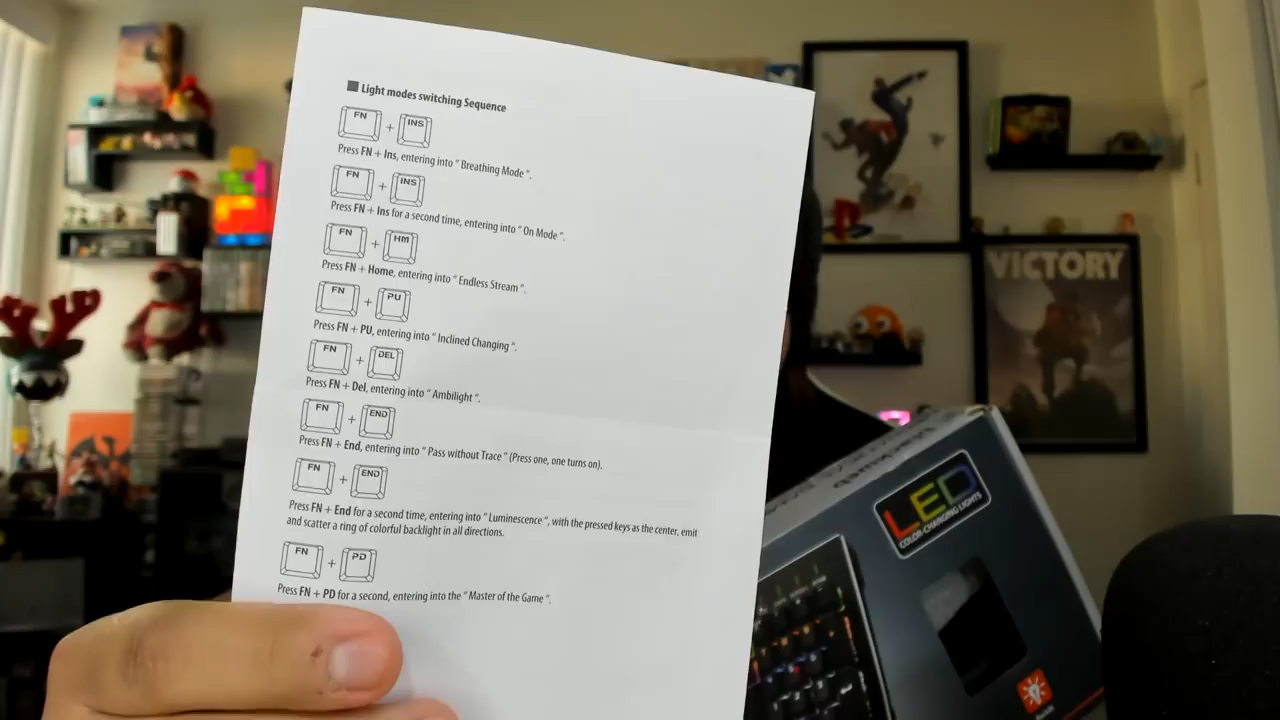 Light modes switching Sequence
FN + INS
Press FN + Ins, entering into " Breathing Mode ".
FN + INS
Press FN + Ins for a second time, entering into " On Mode ".
FN + HM
Press FN + Home, entering into " Endless Stream ".
FN + PU
Press FN + PU, entering into " Inclined Changing ".
FN + DEL
Press FN + Del, entering into " Ambilight ".
FN + END
Press FN + End, entering into " Pass without Trace " (Press one, one turns on).
FN + END
Press FN + End for a second time, entering into " Luminescence ", with the pressed keys as the center, emit
and scatter a ring of colorful backlight in all directions.
FN + PD
Press FN + PD for a second, entering into the " Master of the Game ".
VICTORY
LED
COLOR-CHANGING LIGHTS